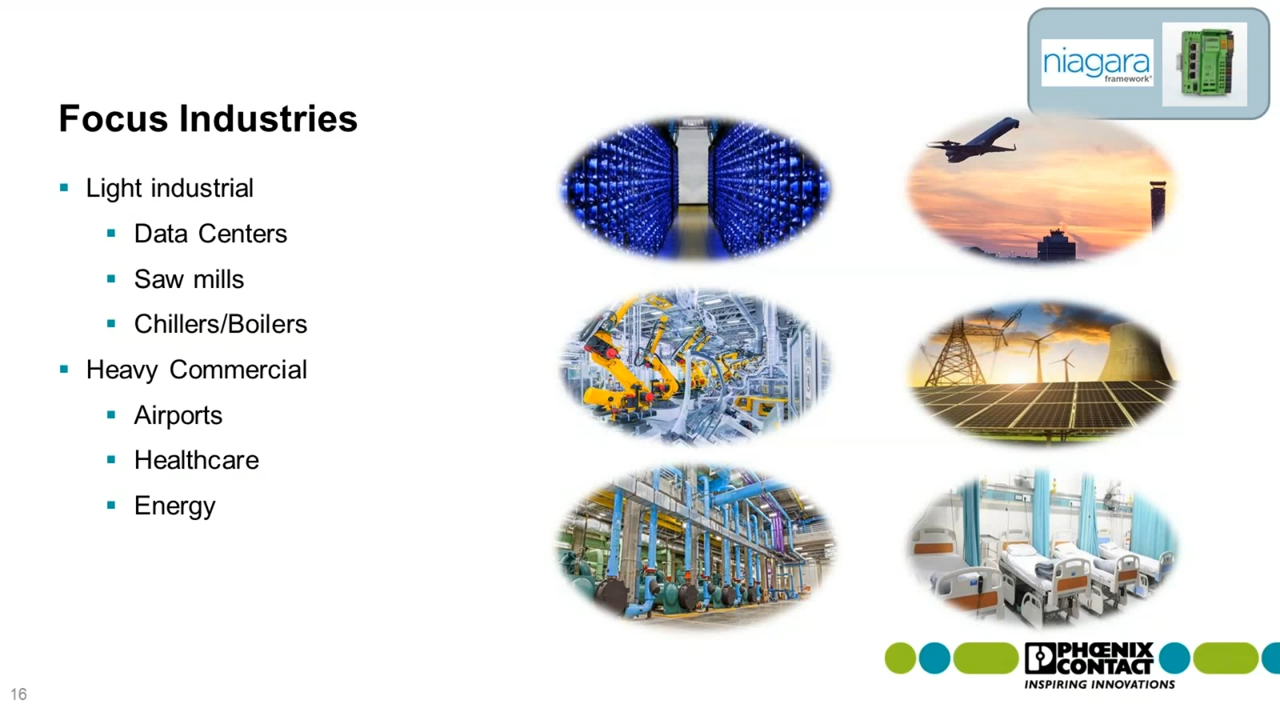 niagara
framework®
Focus Industries
Light industrial
Data Centers
Saw mills
Chillers/Boilers
Heavy Commercial
Airports
Healthcare
Energy
PHŒNIX
CONTACT
INSPIRING INNOVATIONS
16